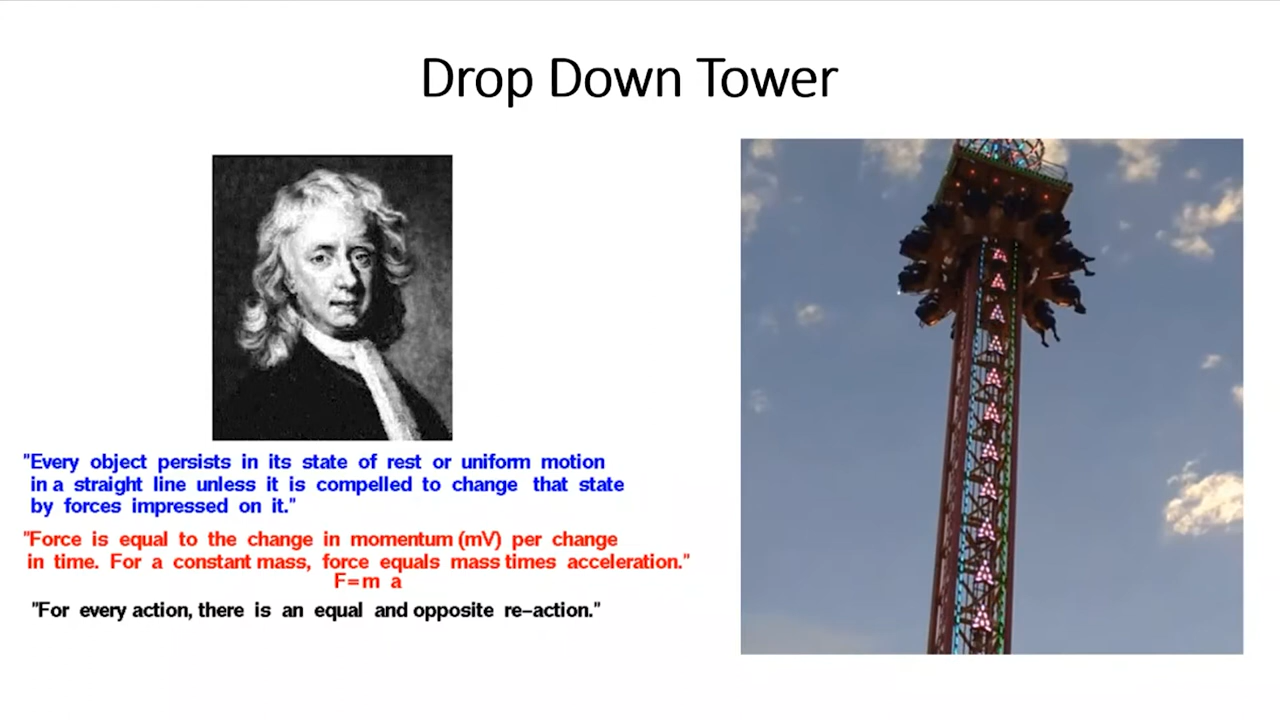 Drop Down Tower
"Every object persists in its state of rest or uniform motion
in a straight line unless it is compelled to change that state
by forces impressed on it."
"Force is equal to the change in momentum (mV) per change
in time. For a constant mass, force equals mass times acceleration."
F=m a
"For every action, there is an equal and opposite re-action."